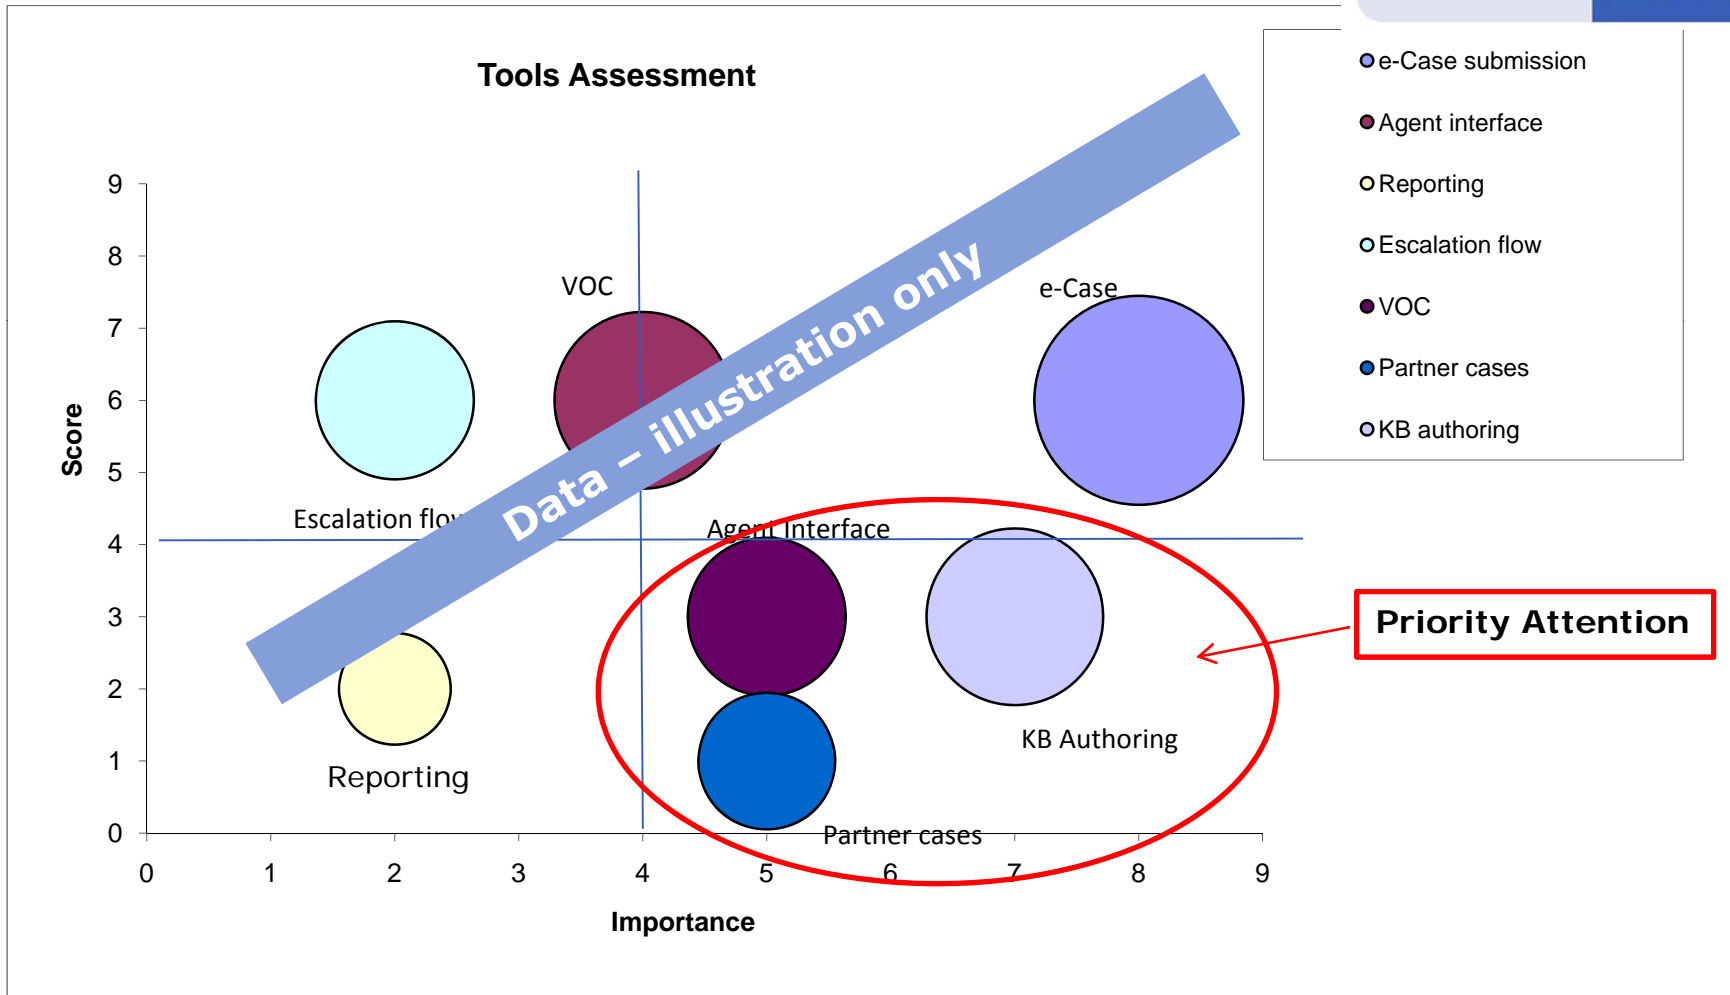 Tools Assessment
e-Case submission
Agent interface
Reporting
Escalation flow
VOC
Partner cases
KB authoring
9
8
7
6
5
4
3
2
1
0
Score
VOC
e-Case
Data – illustration only
Escalation flow
Agent Interface
Priority Attention
KB Authoring
Reporting
Partner cases
0 1 2 3 4 5 6 7 8 9
Importance